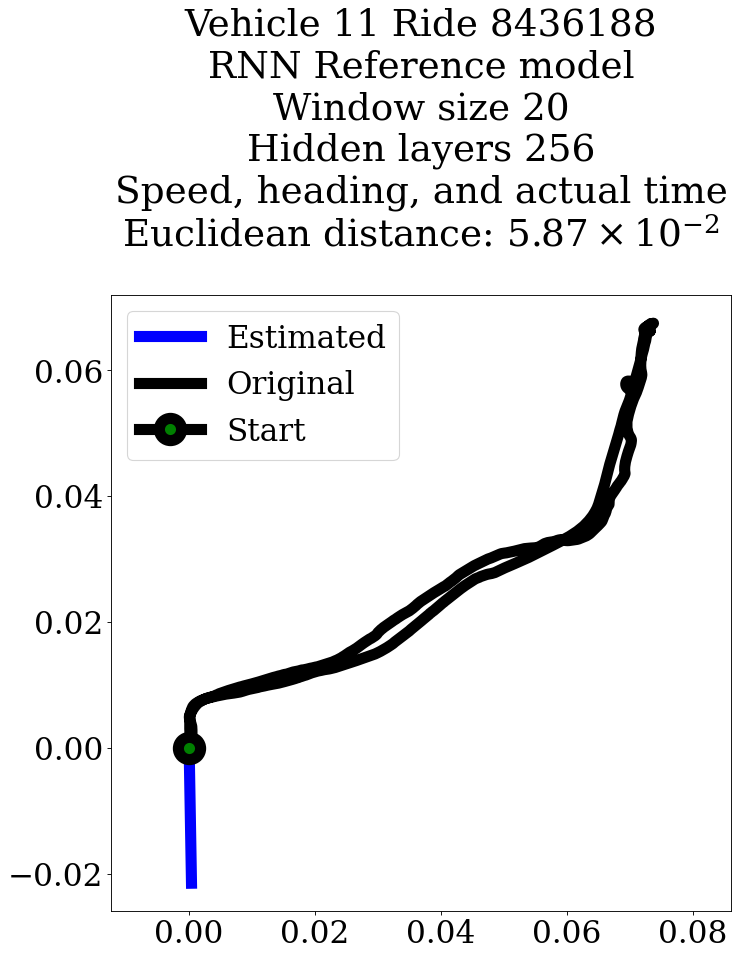 Vehicle 11 Ride 8436188
RNN Reference model
Window size 20
Hidden layers 256
Speed, heading, and actual time
Euclidean distance: 5.87 × 10⁻²
Estimated
Original
Start
0.06
0.04
0.02
0.00
−0.02
0.00 0.02 0.04 0.06 0.08